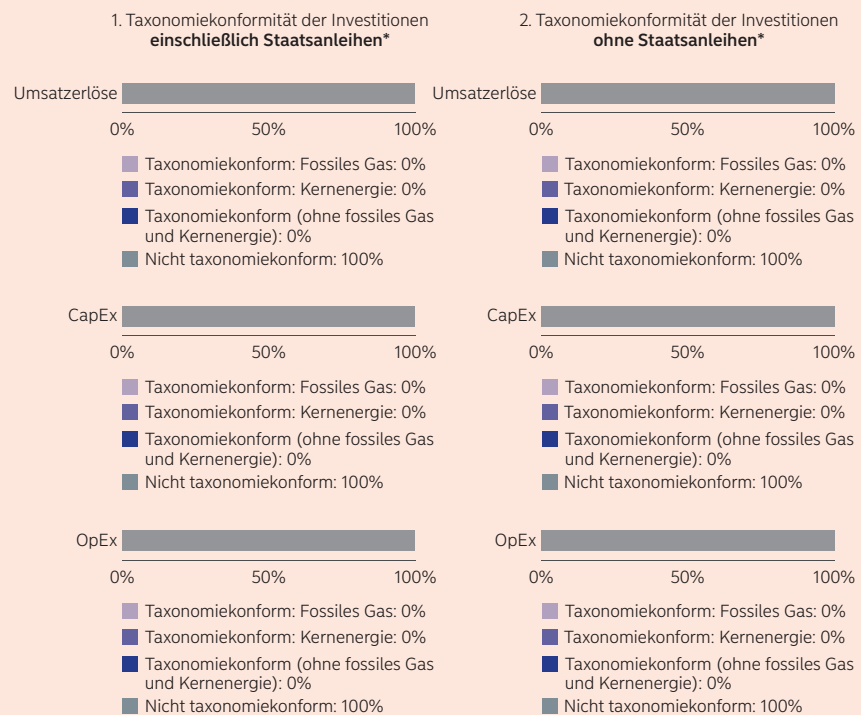 1. Taxonomiekonformität der Investitionen
einschließlich Staatsanleihen*
Umsatzerlöse
0% 50% 100%
Taxonomiekonform: Fossiles Gas: 0%
Taxonomiekonform: Kernenergie: 0%
Taxonomiekonform (ohne fossiles Gas
und Kernenergie): 0%
Nicht taxonomiekonform: 100%
CapEx
0% 50% 100%
Taxonomiekonform: Fossiles Gas: 0%
Taxonomiekonform: Kernenergie: 0%
Taxonomiekonform (ohne fossiles Gas
und Kernenergie): 0%
Nicht taxonomiekonform: 100%
OpEx
0% 50% 100%
Taxonomiekonform: Fossiles Gas: 0%
Taxonomiekonform: Kernenergie: 0%
Taxonomiekonform (ohne fossiles Gas
und Kernenergie): 0%
Nicht taxonomiekonform: 100%
2. Taxonomiekonformität der Investitionen
ohne Staatsanleihen*
Umsatzerlöse
0% 50% 100%
Taxonomiekonform: Fossiles Gas: 0%
Taxonomiekonform: Kernenergie: 0%
Taxonomiekonform (ohne fossiles Gas
und Kernenergie): 0%
Nicht taxonomiekonform: 100%
CapEx
0% 50% 100%
Taxonomiekonform: Fossiles Gas: 0%
Taxonomiekonform: Kernenergie: 0%
Taxonomiekonform (ohne fossiles Gas
und Kernenergie): 0%
Nicht taxonomiekonform: 100%
OpEx
0% 50% 100%
Taxonomiekonform: Fossiles Gas: 0%
Taxonomiekonform: Kernenergie: 0%
Taxonomiekonform (ohne fossiles Gas
und Kernenergie): 0%
Nicht taxonomiekonform: 100%